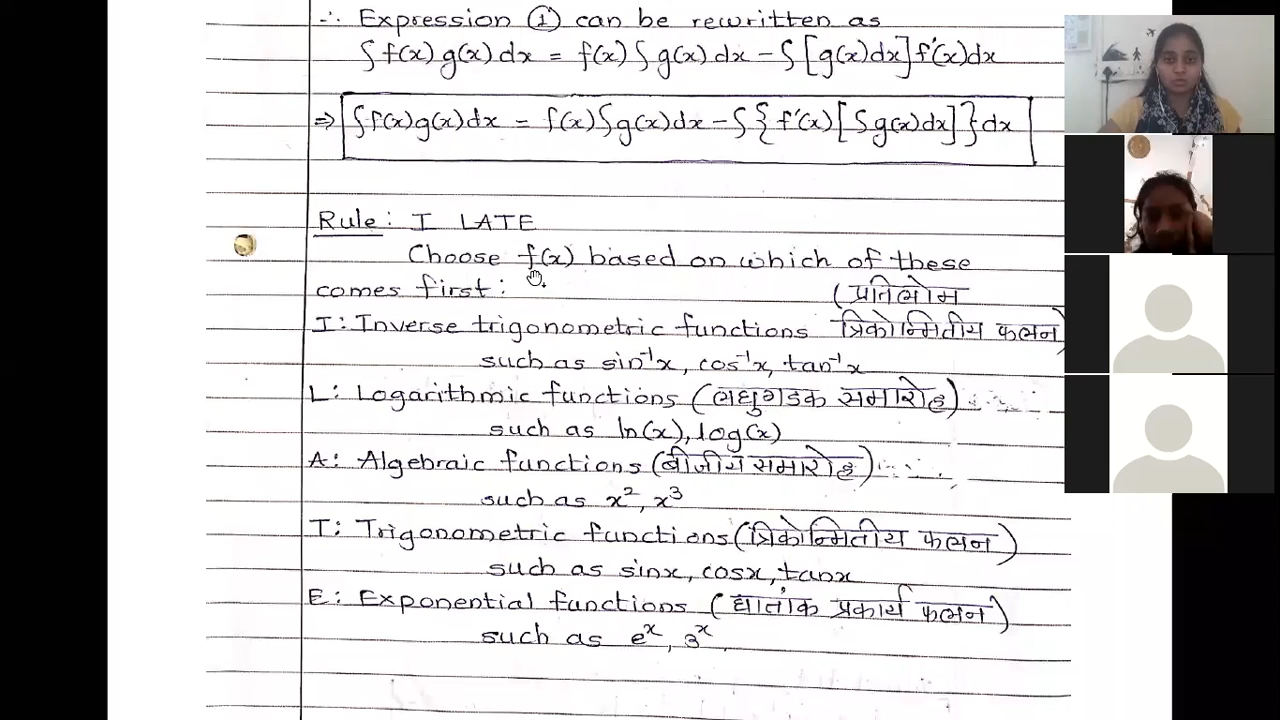 ∴ Expression ① can be rewritten as
∫ f(x) g(x) dx = f(x) ∫ g(x) dx - ∫ [g(x)dx] f'(x)dx
⇒ ∫f(x)g(x)dx = f(x)∫g(x)dx - ∫{ f'(x) [∫g(x)dx] } dx
Rule: I LATE
Choose f(x) based on which of these
comes first:
(प्रतिलोम
I: Inverse trigonometric functions त्रिकोन्मितीय फलन)
such as sin⁻¹x, cos⁻¹x, tan⁻¹x
L: Logarithmic functions (लघुगडक समारोह)
such as ln(x), log(x)
A: Algebraic functions (बीजीय समारोह)
such as x², x³
T: Trigonometric functions (त्रिकोन्मितीय फलन)
such as sinx, cosx, tanx
E: Exponential functions (घातांक प्रकार्य फलन)
such as eˣ, 3ˣ